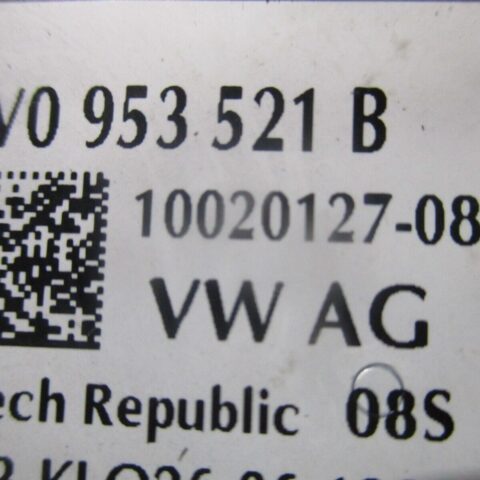 V0 953 521 B
10020127-08
VW AG
ech Republic 08S